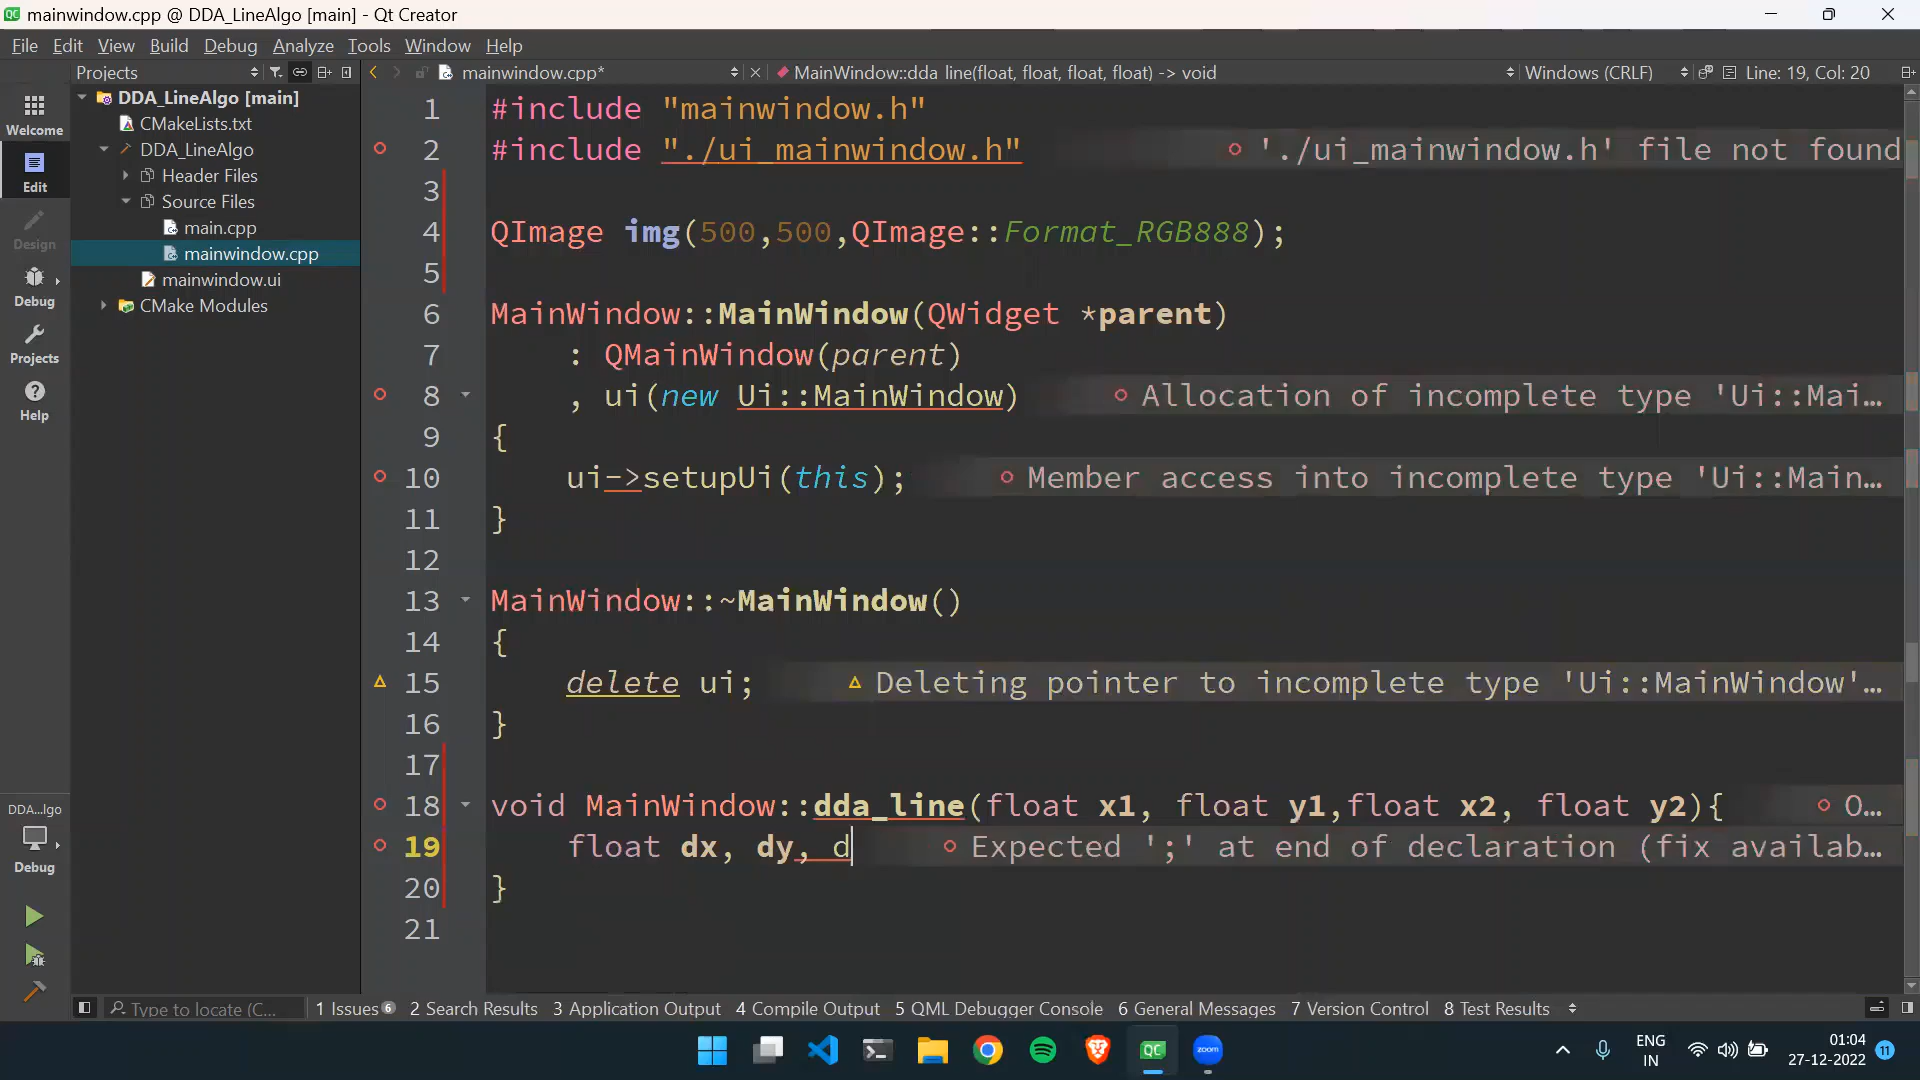 mainwindow.cpp @ DDA_LineAlgo [main] - Qt Creator
File Edit View Build Debug Analyze Tools Window Help
Projects
mainwindow.cpp*
MainWindow::dda line(float, float, float, float) -> void
Windows (CRLF)
Line: 19, Col: 20
Welcome
Edit
Design
Debug
Projects
Help
DDA_LineAlgo [main]
CMakeLists.txt
DDA_LineAlgo
Header Files
Source Files
main.cpp
mainwindow.cpp
mainwindow.ui
CMake Modules
1 #include "mainwindow.h"
2 #include "./ui_mainwindow.h" './ui_mainwindow.h' file not found
3
4 QImage img(500,500,QImage::Format_RGB888);
5
6 MainWindow::MainWindow(QWidget *parent)
7 : QMainWindow(parent)
8 , ui(new Ui::MainWindow) Allocation of incomplete type 'Ui::Mai…
9 {
10 ui->setupUi(this); Member access into incomplete type 'Ui::Main…
11 }
12
13 MainWindow::~MainWindow()
14 {
15 delete ui; Deleting pointer to incomplete type 'Ui::MainWindow'…
16 }
17
18 void MainWindow::dda_line(float x1, float y1,float x2, float y2){ O…
19 float dx, dy, d Expected ';' at end of declaration (fix availab…
20 }
21
DDA...lgo
Debug
Type to locate (C...
1 Issues 6
2 Search Results
3 Application Output
4 Compile Output
5 QML Debugger Console
6 General Messages
7 Version Control
8 Test Results
QC
zoom
ENG
IN
01:04
27-12-2022
11